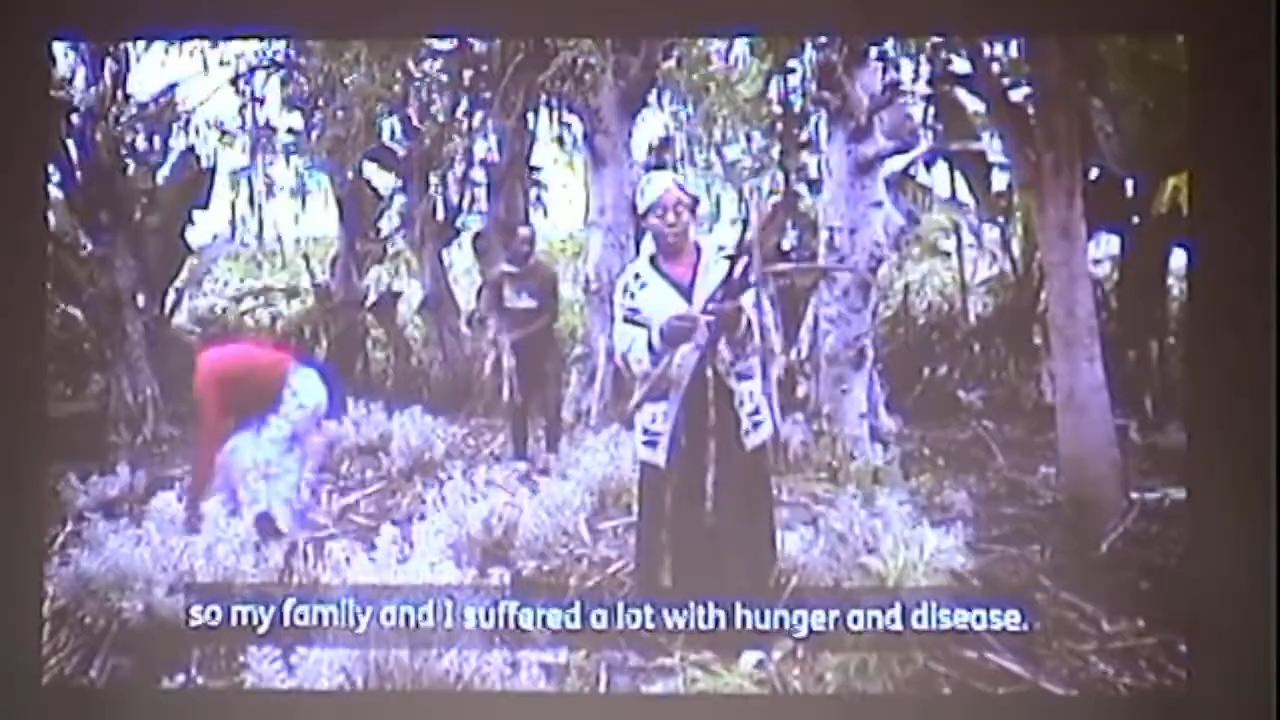 so my family and I suffered a lot with hunger and disease.